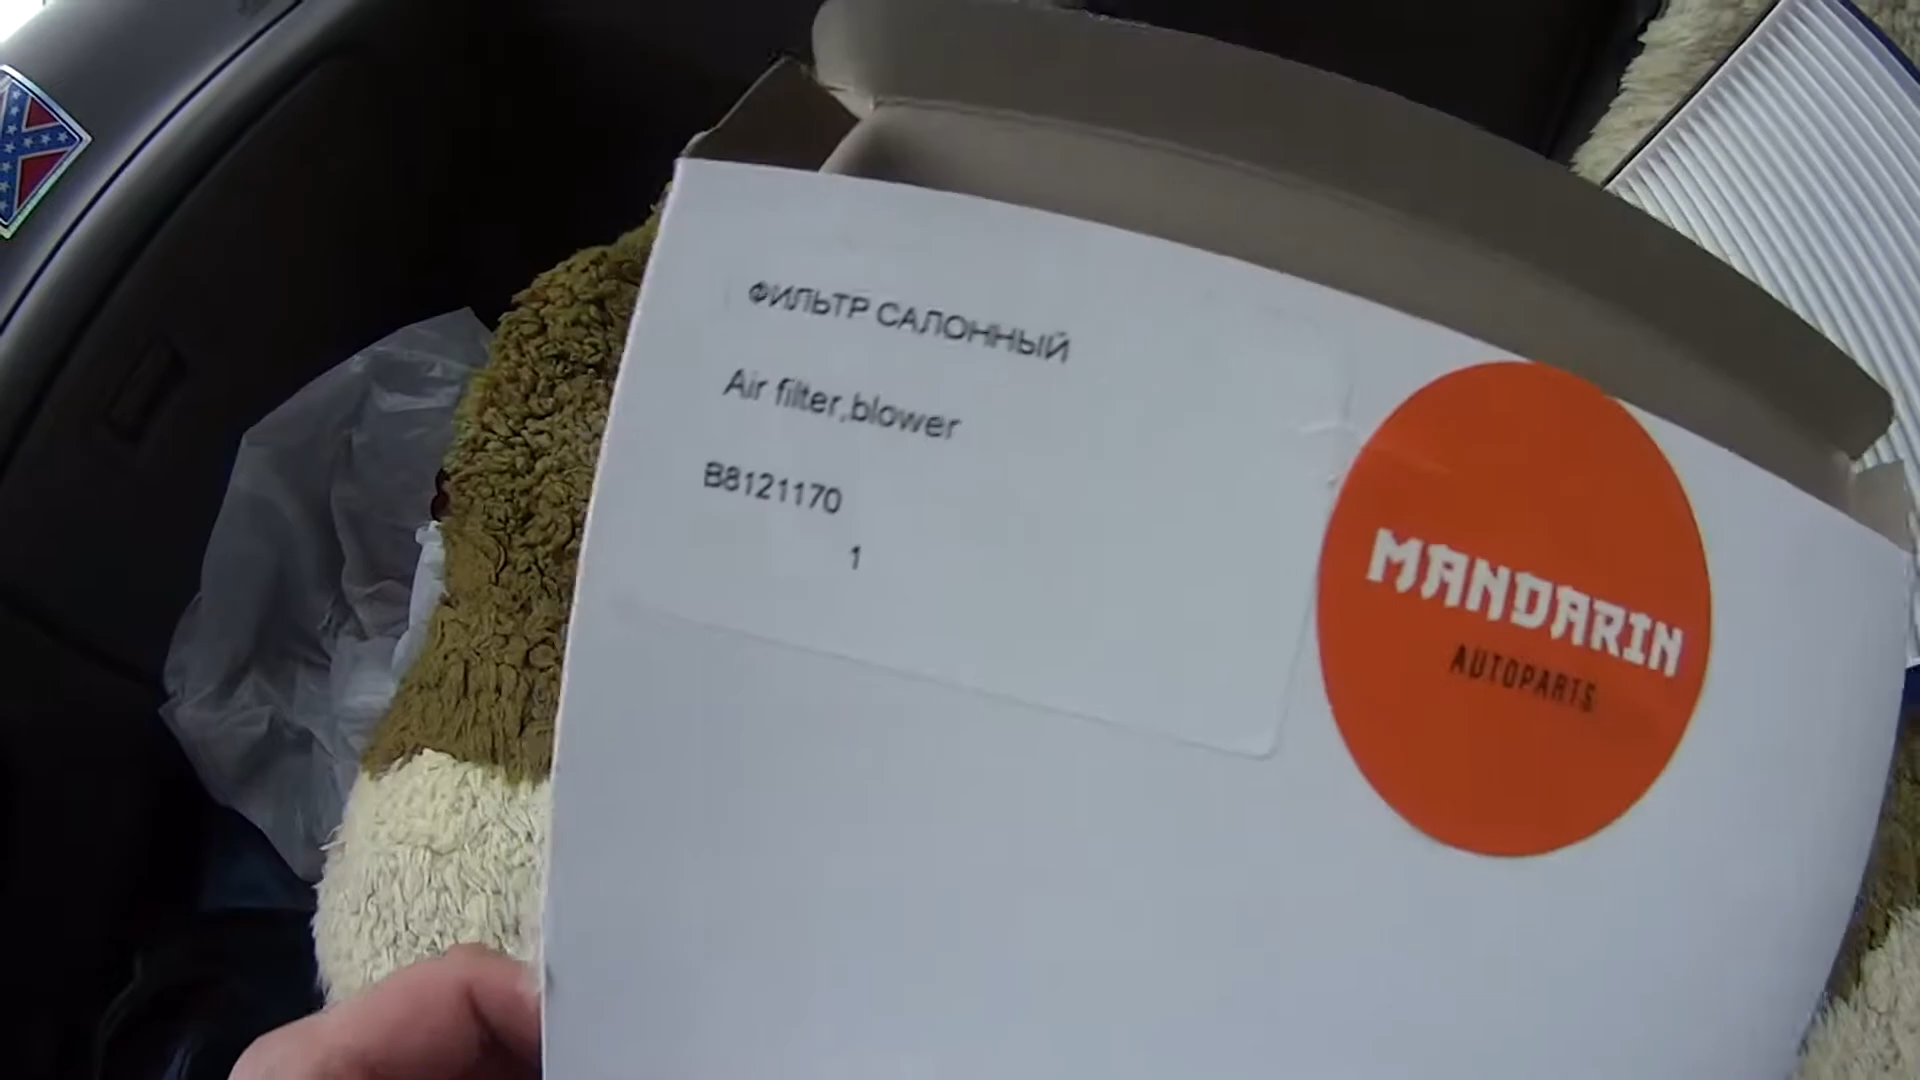 ФИЛЬТР САЛОННЫЙ
Air filter,blower
B8121170
1
MANDARIN
AUTOPARTS